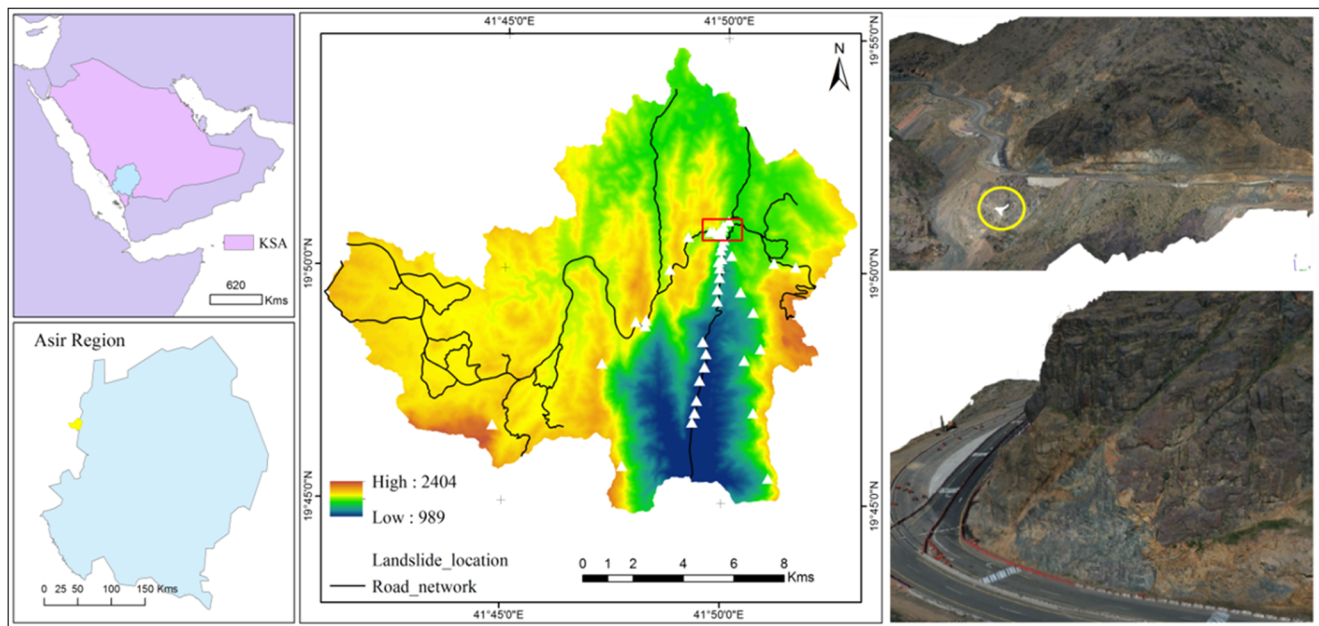 KSA
620
Kms
Asir Region
0 25 50 100 150 Kms
41°45'0"E
41°50'0"E
N
19°55'0"N
19°50'0"N
19°50'0"N
19°45'0"N
19°45'0"N
High : 2404
Low : 989
Landslide_location
Road_network
0 1 2 4 6 8
Kms
41°45'0"E
41°50'0"E